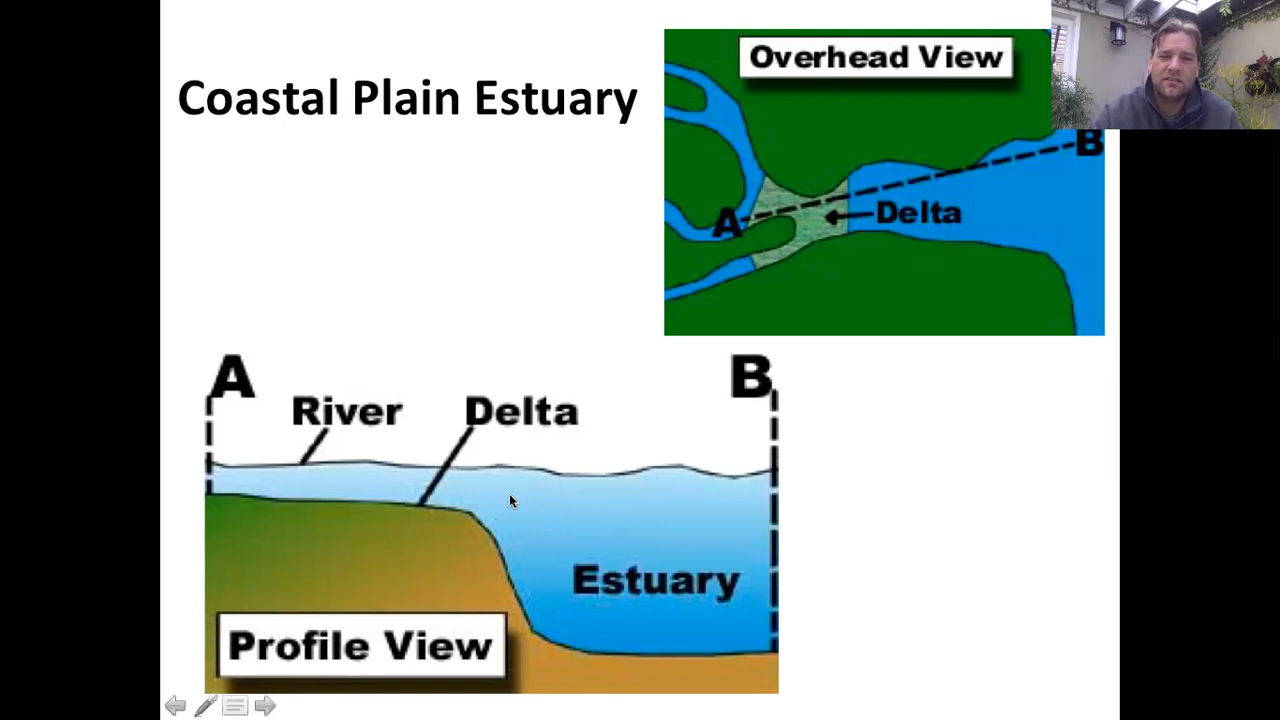 Coastal Plain Estuary
Overhead View
B
A
Delta
A
B
River
Delta
Estuary
Profile View